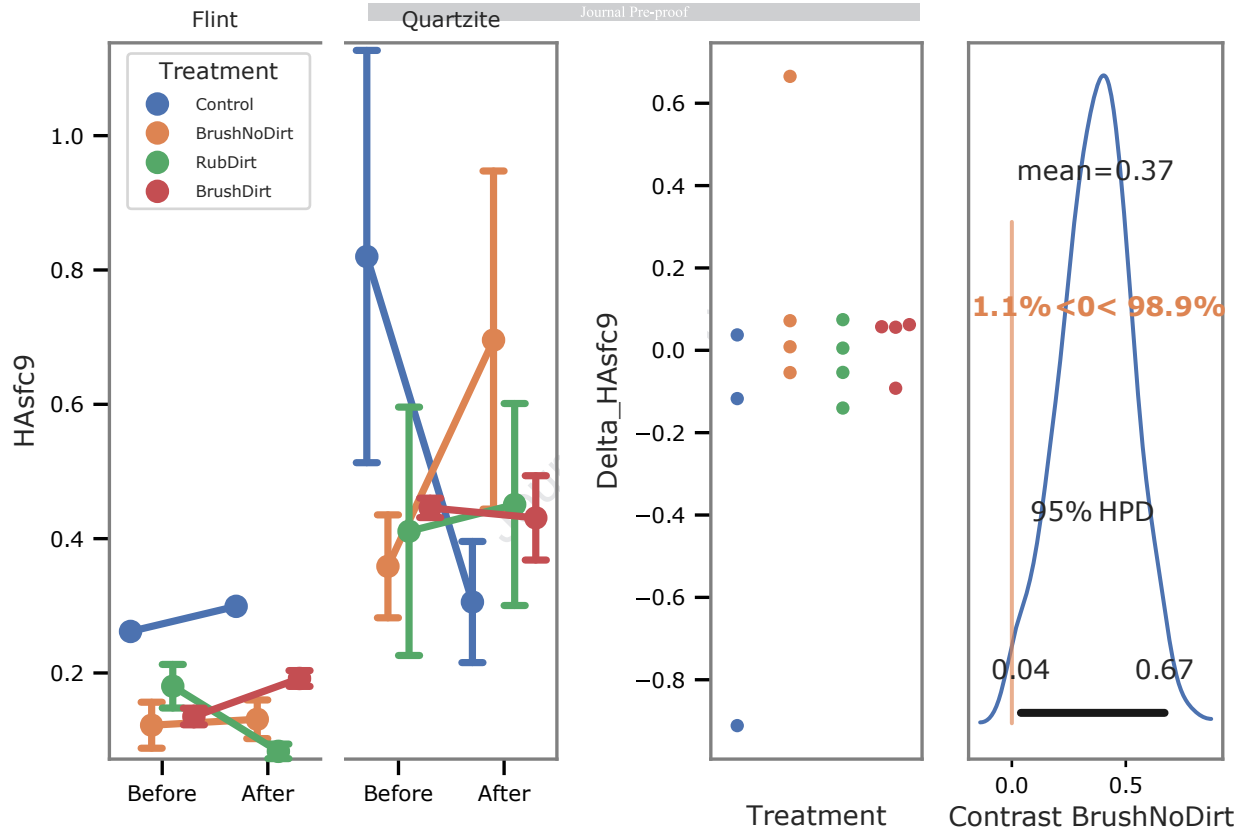 Journal Pre-proof
Flint
Quartzite
Treatment
Control
BrushNoDirt
RubDirt
BrushDirt
HAsfc9
1.0
0.8
0.6
0.4
0.2
Before
After
Before
After
Delta_HAsfc9
0.6
0.4
0.2
0.0
−0.2
−0.4
−0.6
−0.8
Treatment
mean=0.37
1.1% <0< 98.9%
95% HPD
0.04
0.67
0.0
0.5
Contrast BrushNoDirt